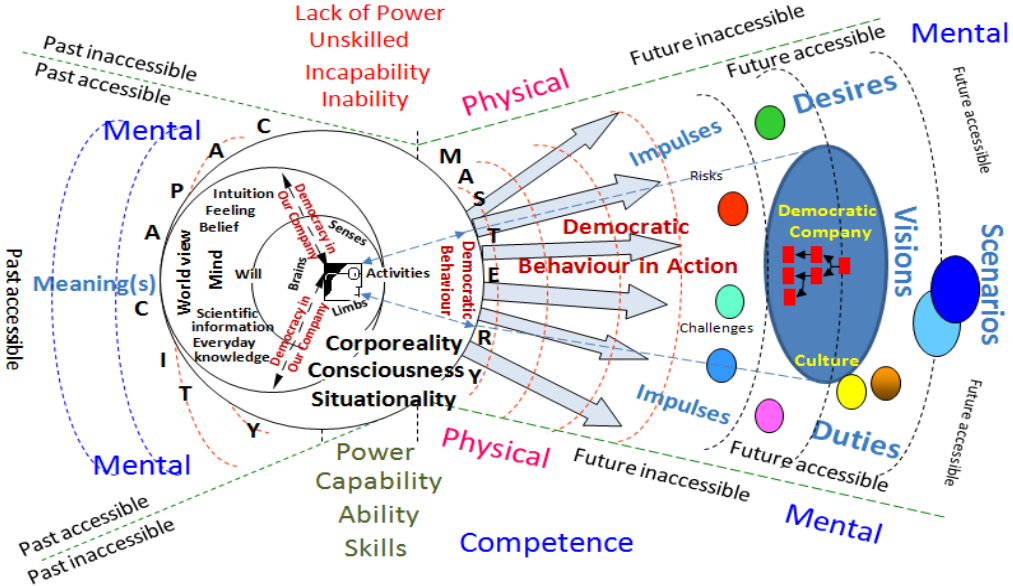 Lack of Power
Unskilled
Incapability
Inability
Past inaccessible
Past accessible
Future inaccessible
Future accessible
Mental
Mental
Physical
Desires
Impulses
Future accessible
CAPACITY
MASTERY
Intuition
Feeling
Belief
Democracy in
Our Company
Senses
Risks
Democratic
Company
Visions
Scenarios
Democratic
Behaviour in Action
Democratic
Behaviour
World view
Mind
Will
Brains
Activities
Limbs
Past accessible
Meaning(s)
Scientific
information
Everyday
knowledge
Democracy in
Our Company
Challenges
Corporeality
Consciousness
Situationality
Culture
Impulses
Duties
Future accessible
Mental
Physical
Power
Capability
Ability
Skills
Future inaccessible
Future accessible
Mental
Competence
Past accessible
Past inaccessible